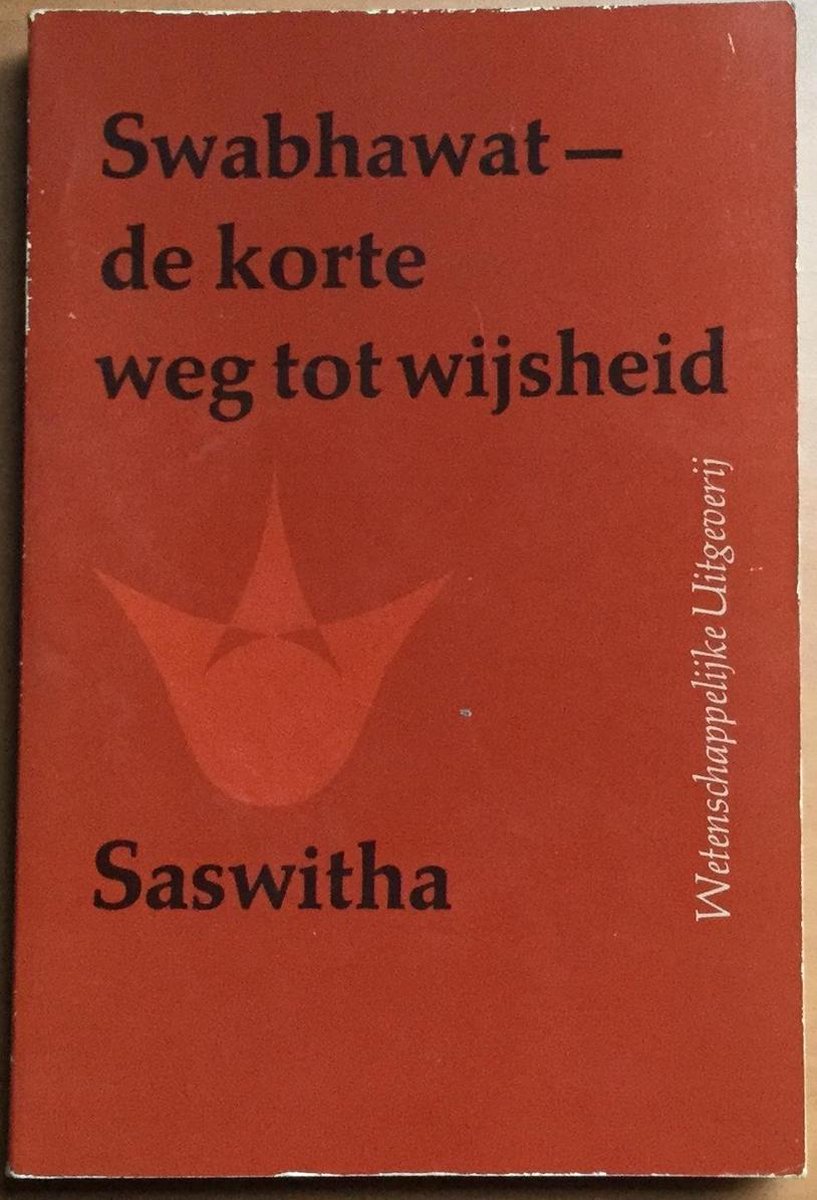 Swabhawat –
de korte
weg tot wijsheid
Wetenschappelijke Uitgeverij
Saswitha